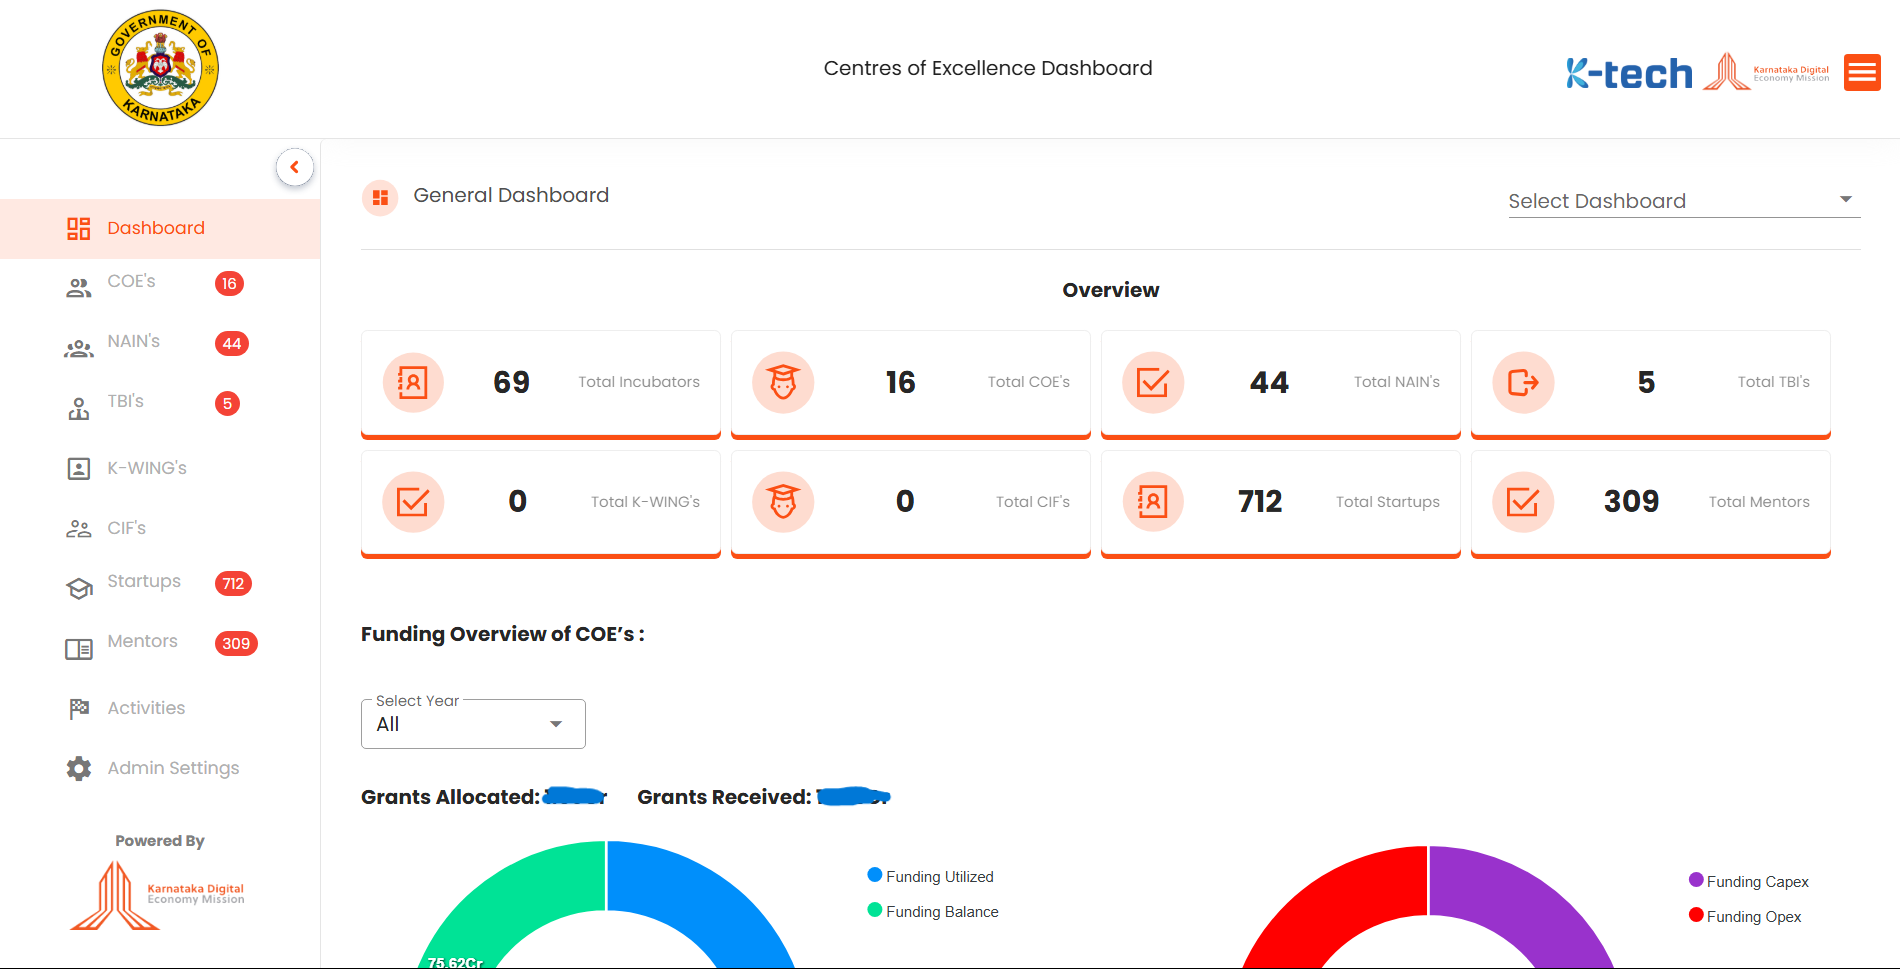 GOVERNMENT OF
KARNATAKA
Centres of Excellence Dashboard
K-tech
Karnataka Digital
Economy Mission
General Dashboard
Select Dashboard
Dashboard
COE's 16
NAIN's 44
TBI's 5
K-WING's
CIF's
Startups 712
Mentors 309
Activities
Admin Settings
Powered By
Karnataka Digital
Economy Mission
Overview
69 Total Incubators
16 Total COE's
44 Total NAIN's
5 Total TBI's
0 Total K-WING's
0 Total CIF's
712 Total Startups
309 Total Mentors
Funding Overview of COE’s :
Select Year
All
Grants Allocated: Grants Received:
75.62Cr
Funding Utilized
Funding Balance
Funding Capex
Funding Opex